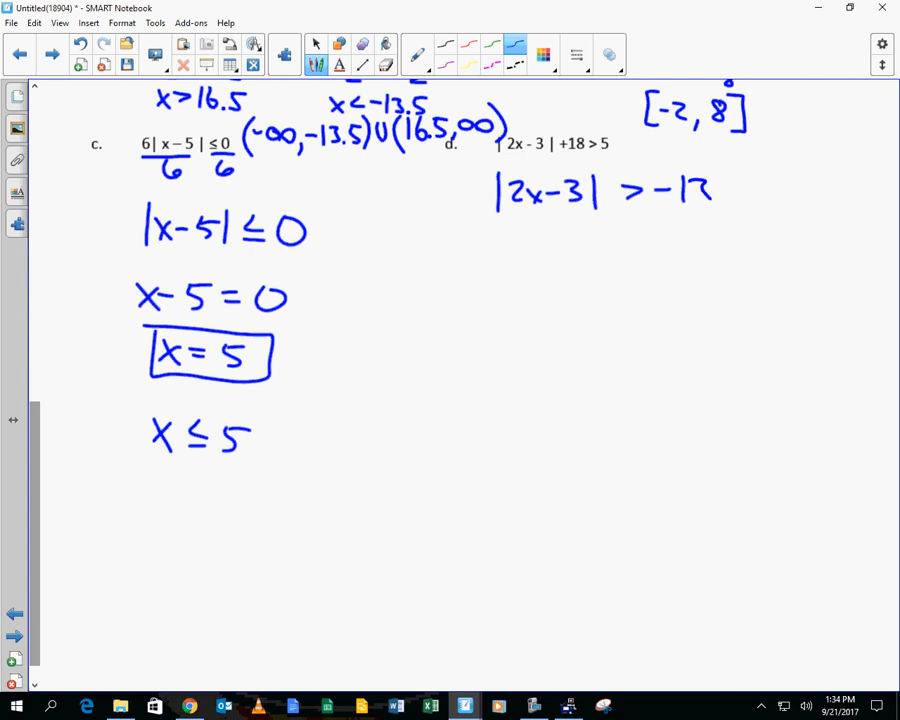 Untitled(18904) * - SMART Notebook
File Edit View Insert Format Tools Add-ons Help
x > 16.5 x < -13.5
[-2, 8]
(-∞, -13.5) ∪ (16.5, ∞)
c. 6| x – 5 | ≤ 0
6 6
|x-5| ≤ 0
x-5 = 0
x = 5
x ≤ 5
d. | 2x - 3 | +18 > 5
|2x-3| > -13
1:34 PM
9/21/2017